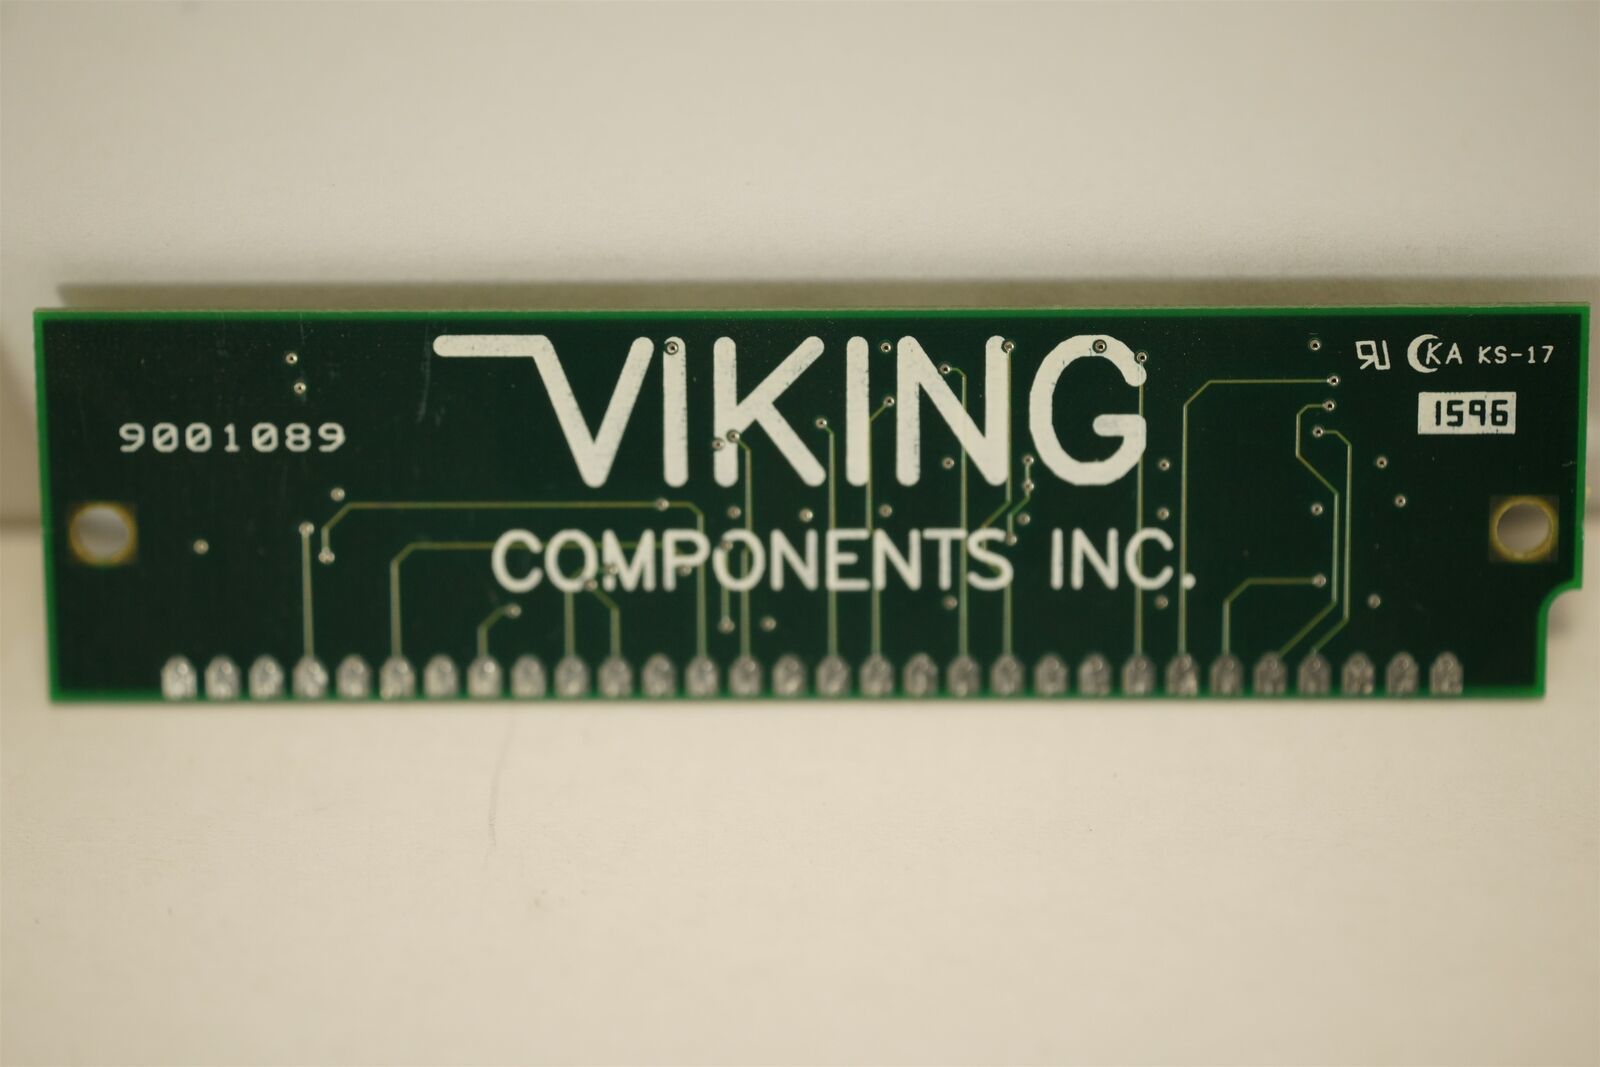 VIKING
COMPONENTS INC.
9001089
KA KS-17
1596